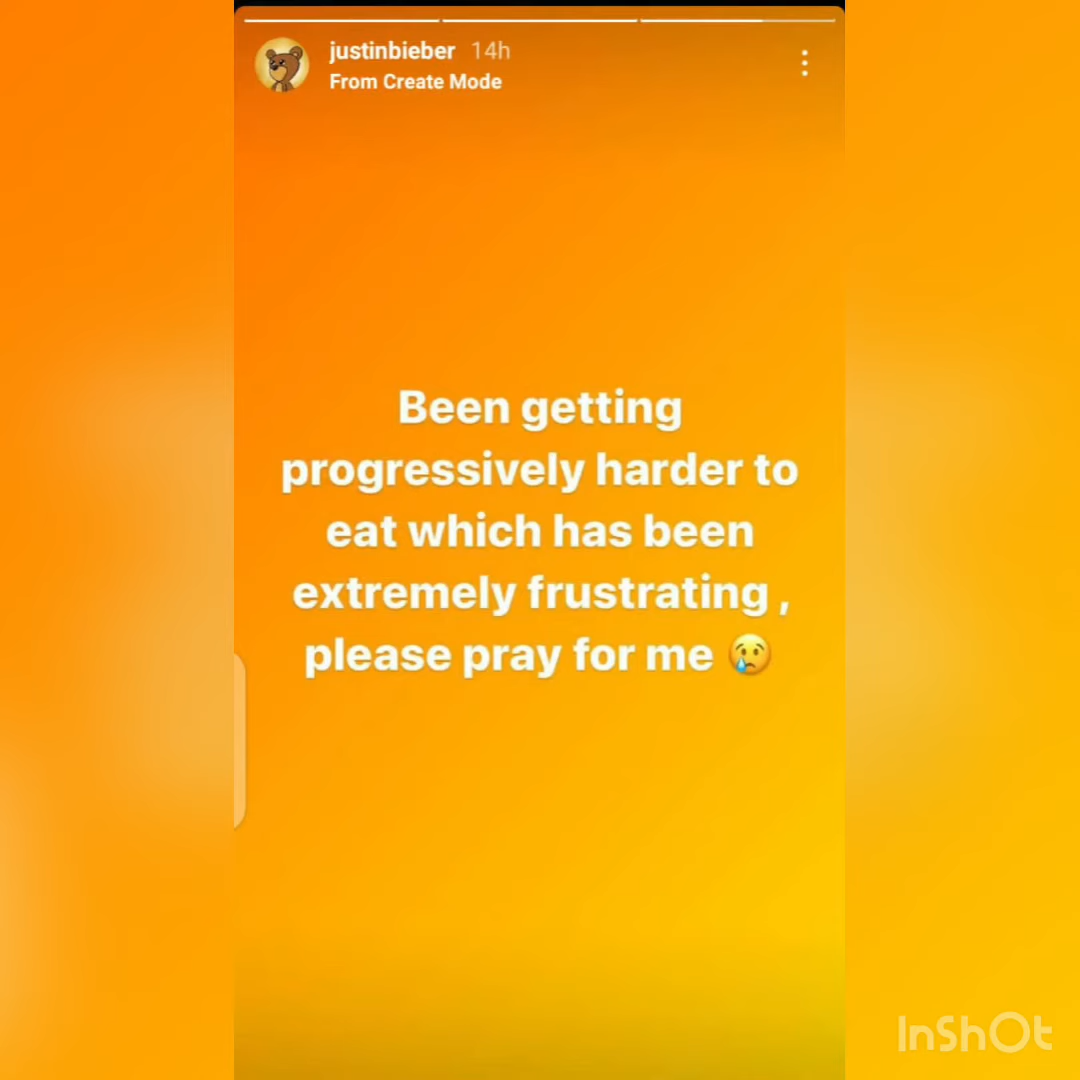 justinbieber 14h
From Create Mode
Been getting
progressively harder to
eat which has been
extremely frustrating ,
please pray for me 😢
InShOt